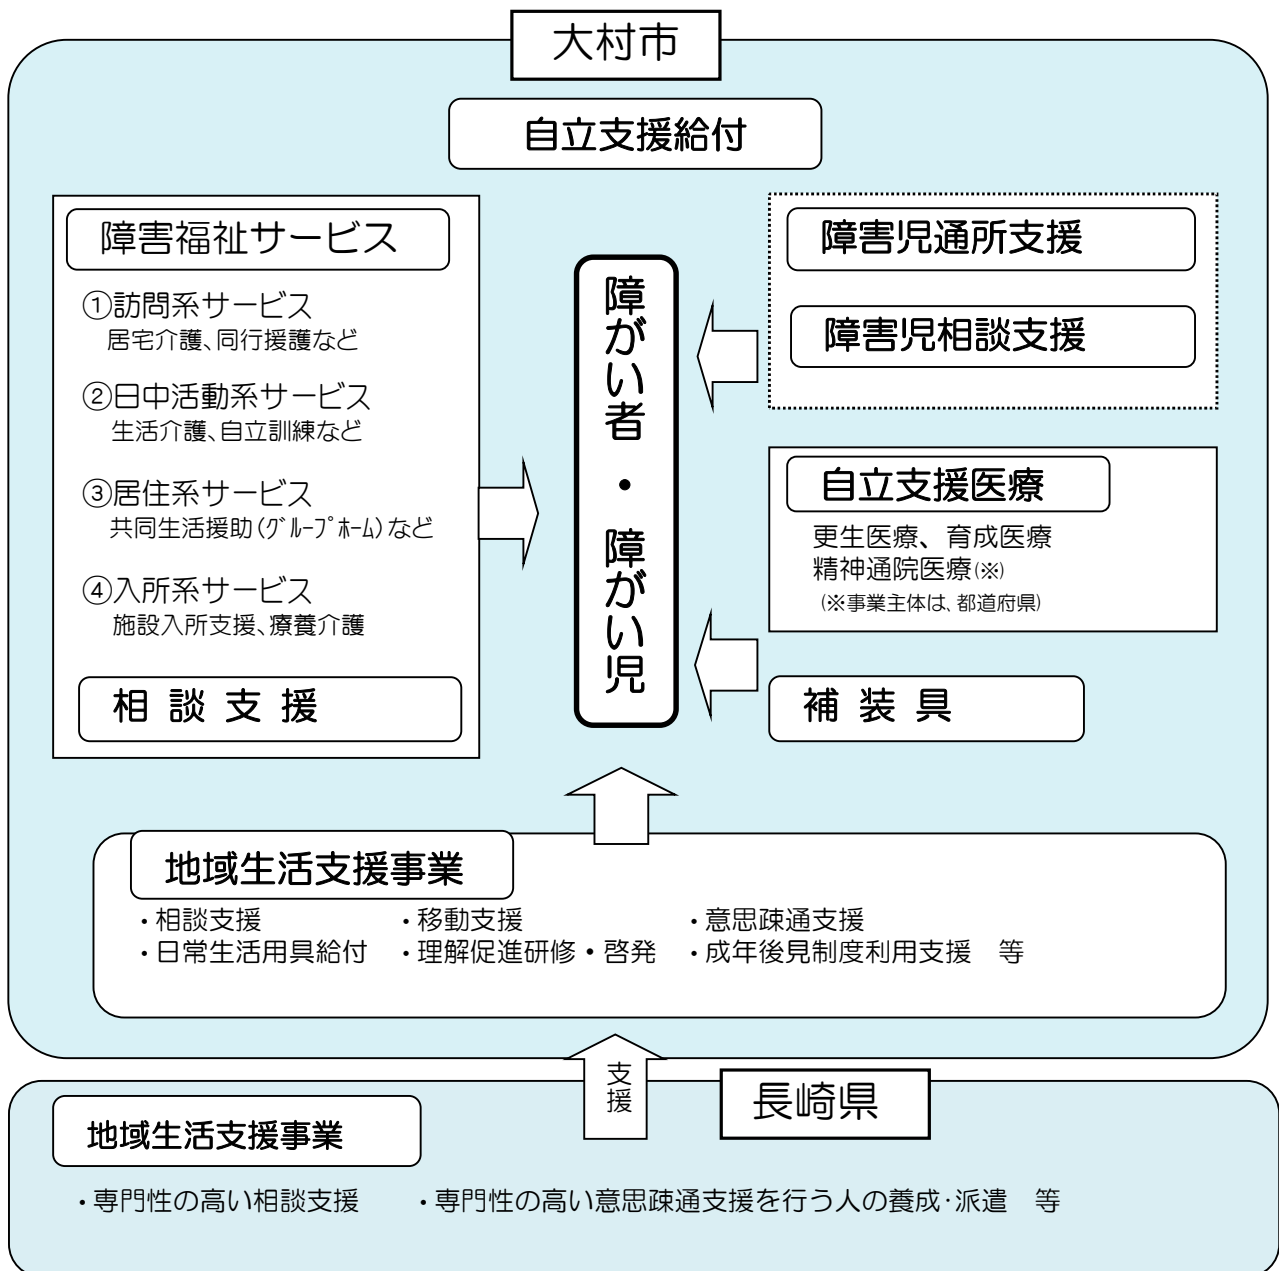 大村市
自立支援給付
障害福祉サービス
①訪問系サービス
居宅介護、同行援護など
②日中活動系サービス
生活介護、自立訓練など
③居住系サービス
共同生活援助(ｸﾞﾙｰﾌﾟﾎｰﾑ)など
④入所系サービス
施設入所支援、療養介護
相談支援
障がい者・障がい児
障害児通所支援
障害児相談支援
自立支援医療
更生医療、育成医療
精神通院医療(※)
(※事業主体は、都道府県)
補装具
地域生活支援事業
・相談支援 ・移動支援 ・意思疎通支援
・日常生活用具給付 ・理解促進研修・啓発 ・成年後見制度利用支援 等
支援
長崎県
地域生活支援事業
・専門性の高い相談支援 ・専門性の高い意思疎通支援を行う人の養成・派遣 等